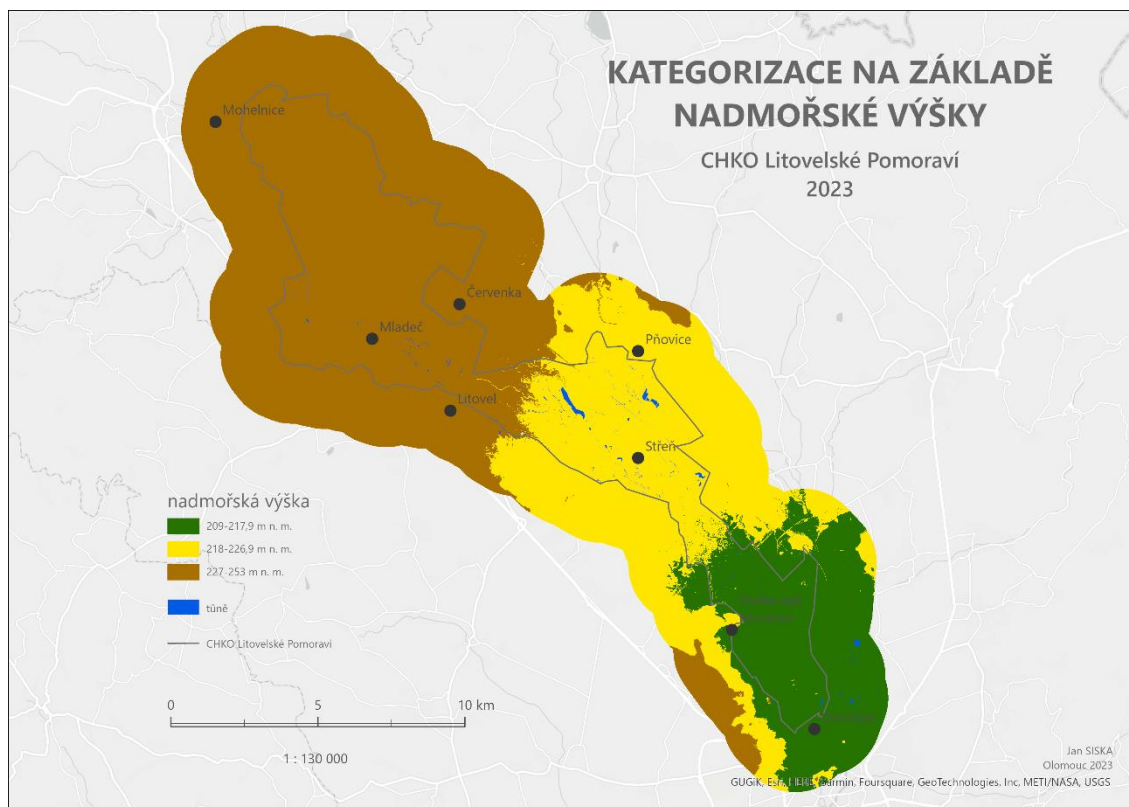 KATEGORIZACE NA ZÁKLADĚ
NADMOŘSKÉ VÝŠKY
CHKO Litovelské Pomoraví
2023
Mohelnice
Červenka
Mladeč
Pňovice
Litovel
Střeň
nadmořská výška
209-217,9 m n. m.
218-226,9 m n. m.
227-253 m n. m.
tůně
CHKO Litovelské Pomoraví
0 5 10 km
1 : 130 000
Jan SISKA
Olomouc 2023
GUGiK, Esri, HERE, Garmin, Foursquare, GeoTechnologies. Inc, METI/NASA, USGS